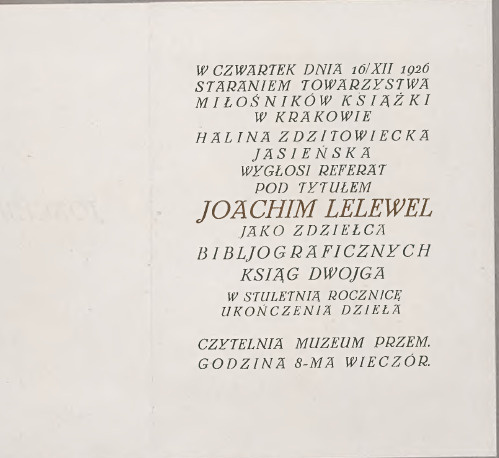 W CZWARTEK DNIA 16/XII 1926
STARANIEM TOWARZYSTWA
MIŁOŚNIKÓW KSIĄŻKI
W KRAKOWIE
HALINA ZDZITOWIECKA
JASIEŃSKA
WYGŁOSI REFERAT
POD TYTUŁEM
JOACHIM LELEWEL
JAKO ZDZIEŁCA
BIBLJOGRAFICZNYCH
KSIĄG DWOJGA
W STULETNIĄ ROCZNICĘ
UKOŃCZENIA DZIEŁA
CZYTELNIA MUZEUM PRZEM.
GODZINA 8-MA WIECZÓR.